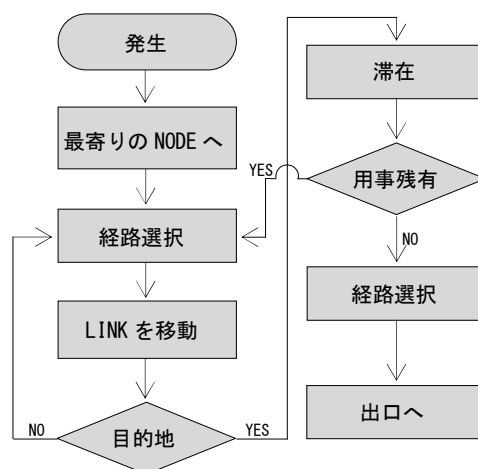 発生
最寄りの NODE へ
経路選択
LINK を移動
目的地
NO
YES
滞在
用事残有
YES
NO
経路選択
出口へ